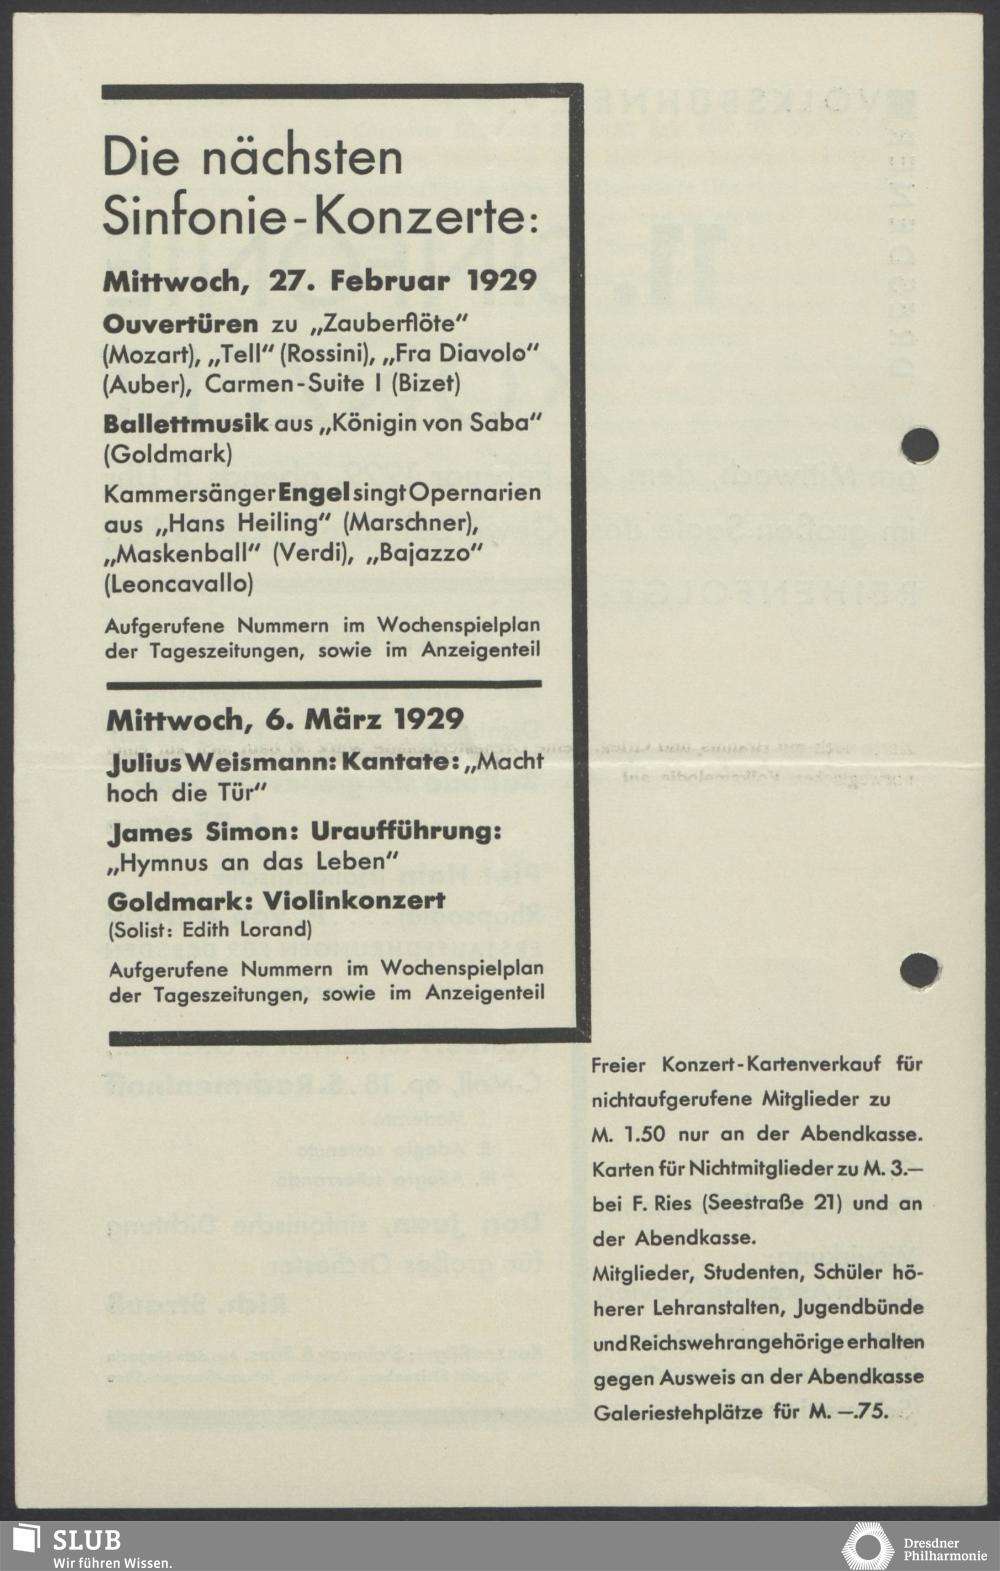 Die nächsten
Sinfonie-Konzerte:
Mittwoch, 27. Februar 1929
Ouvertüren zu „Zauberflöte“
(Mozart), „Tell“ (Rossini), „Fra Diavolo“
(Auber), Carmen-Suite I (Bizet)
Ballettmusik aus „Königin von Saba“
(Goldmark)
Kammersänger Engel singt Opernarien
aus „Hans Heiling“ (Marschner),
„Maskenball“ (Verdi), „Bajazzo“
(Leoncavallo)
Aufgerufene Nummern im Wochenspielplan
der Tageszeitungen, sowie im Anzeigenteil
Mittwoch, 6. März 1929
Julius Weismann: Kantate: „Macht
hoch die Tür“
James Simon: Uraufführung:
„Hymnus an das Leben“
Goldmark: Violinkonzert
(Solist: Edith Lorand)
Aufgerufene Nummern im Wochenspielplan
der Tageszeitungen, sowie im Anzeigenteil
Freier Konzert-Kartenverkauf für
nichtaufgerufene Mitglieder zu
M. 1.50 nur an der Abendkasse.
Karten für Nichtmitglieder zu M. 3.—
bei F. Ries (Seestraße 21) und an
der Abendkasse.
Mitglieder, Studenten, Schüler hö-
herer Lehranstalten, Jugendbünde
und Reichswehrangehörige erhalten
gegen Ausweis an der Abendkasse
Galeriestehplätze für M. —.75.
SLUB
Wir führen Wissen.
Dresdner
Philharmonie